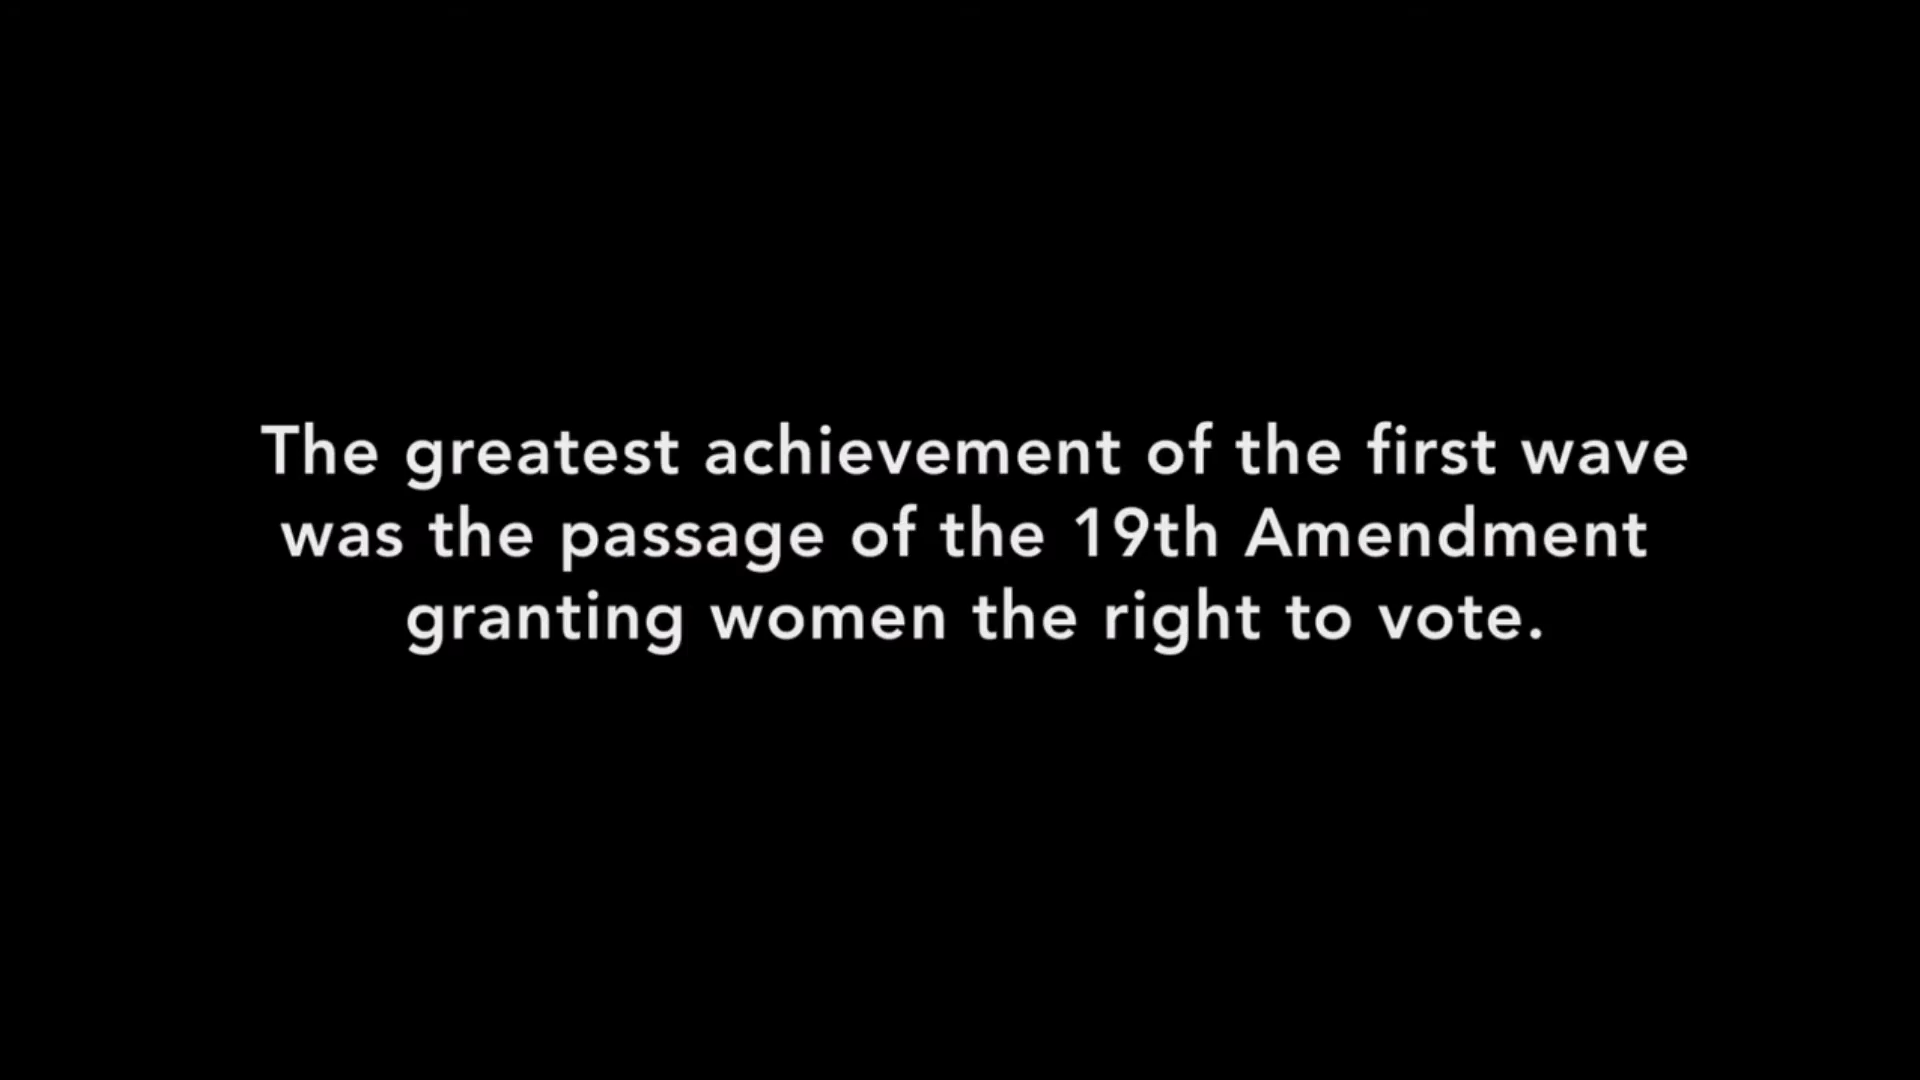 The greatest achievement of the first wave
was the passage of the 19th Amendment
granting women the right to vote.